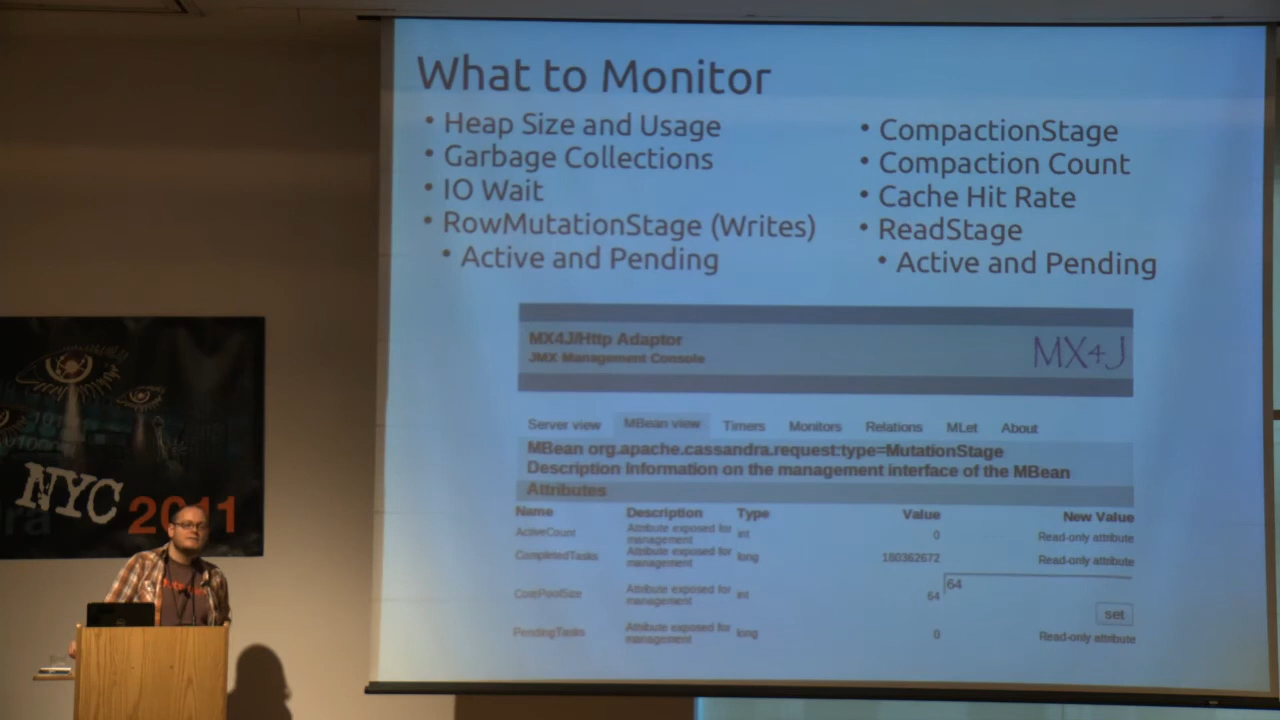 What to Monitor
• Heap Size and Usage
• Garbage Collections
• IO Wait
• RowMutationStage (Writes)
• Active and Pending
• CompactionStage
• Compaction Count
• Cache Hit Rate
• ReadStage
• Active and Pending
MX4J/Http Adaptor
JMX Management Console
MX4J
Server view MBean view Timers Monitors Relations MLet About
MBean org.apache.cassandra.request:type=MutationStage
Description Information on the management interface of the MBean
Attributes
Name Description Type Value New Value
ActiveCount Attribute exposed for management int 0 Read-only attribute
CompletedTasks Attribute exposed for management long 180362672 Read-only attribute
CorePoolSize Attribute exposed for management int 64 64
set
PendingTasks Attribute exposed for management long 0 Read-only attribute
NYC
2011